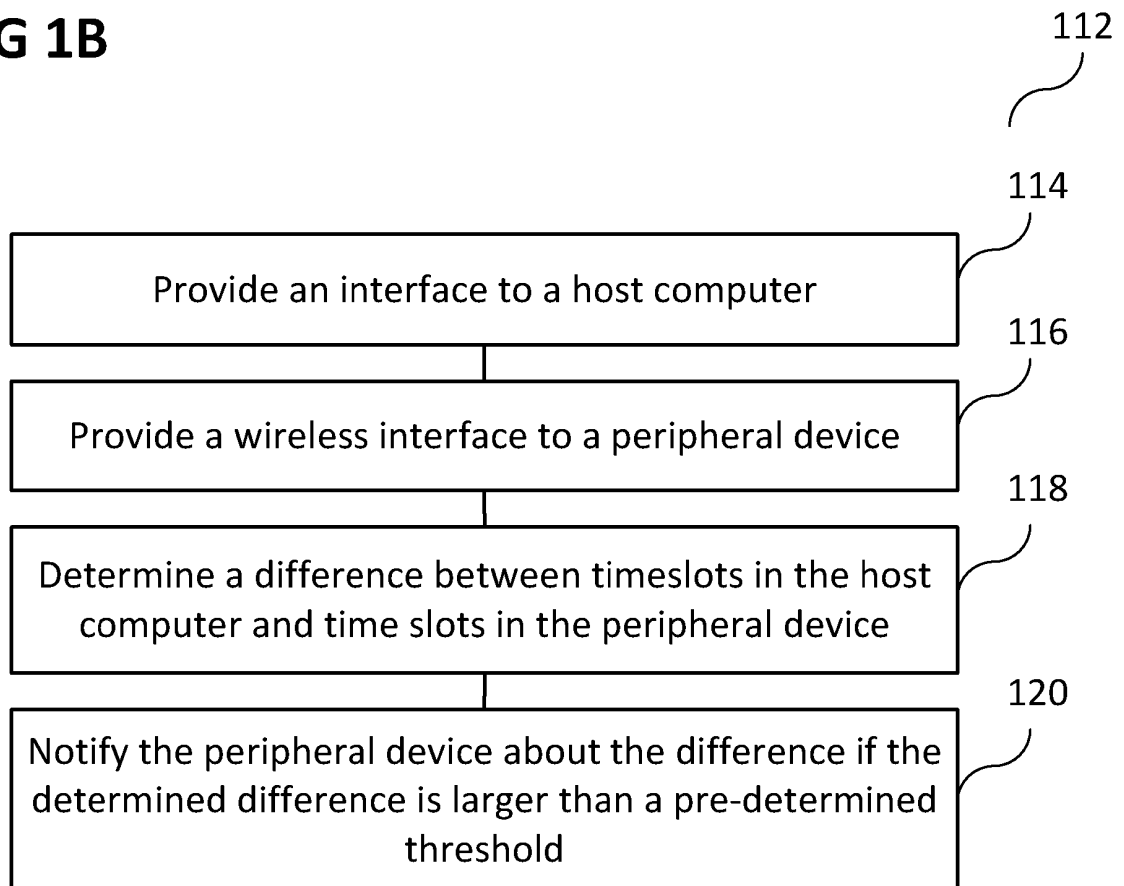 G 1B
112
114
Provide an interface to a host computer
116
Provide a wireless interface to a peripheral device
118
Determine a difference between timeslots in the host
computer and time slots in the peripheral device
120
Notify the peripheral device about the difference if the
determined difference is larger than a pre-determined
threshold